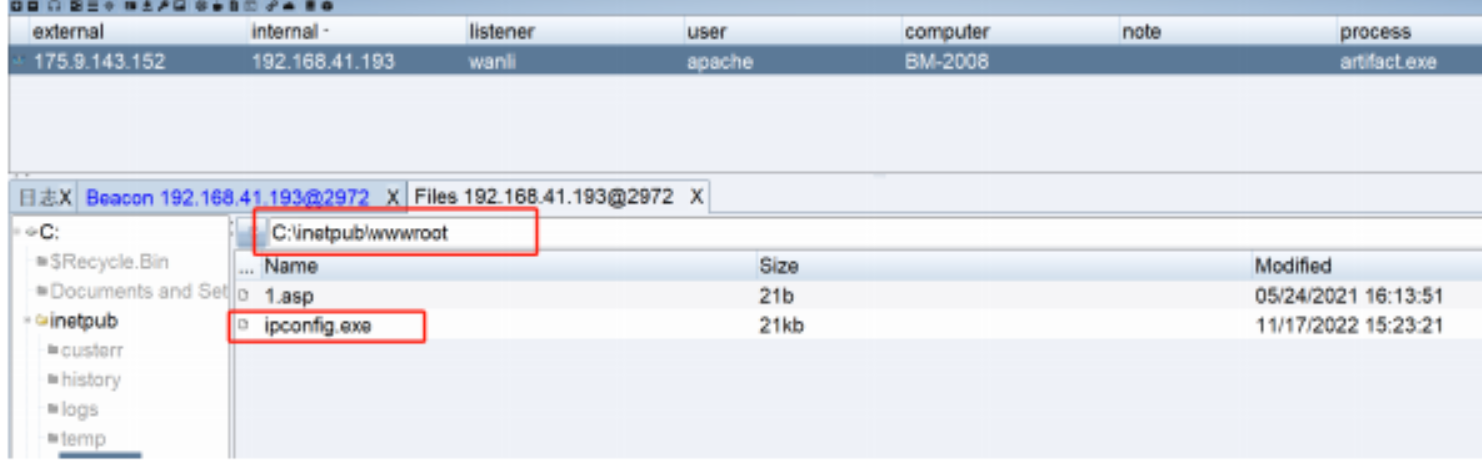 external internal - listener user computer note process
175.9.143.152 192.168.41.193 wanli apache BM-2008 artifact.exe
日志X Beacon 192.168.41.193@2972 X Files 192.168.41.193@2972 X
C: C:\inetpub\wwwroot
$Recycle.Bin ... Name Size Modified
Documents and Set 1.asp 21b 05/24/2021 16:13:51
inetpub ipconfig.exe 21kb 11/17/2022 15:23:21
custerr
history
logs
temp